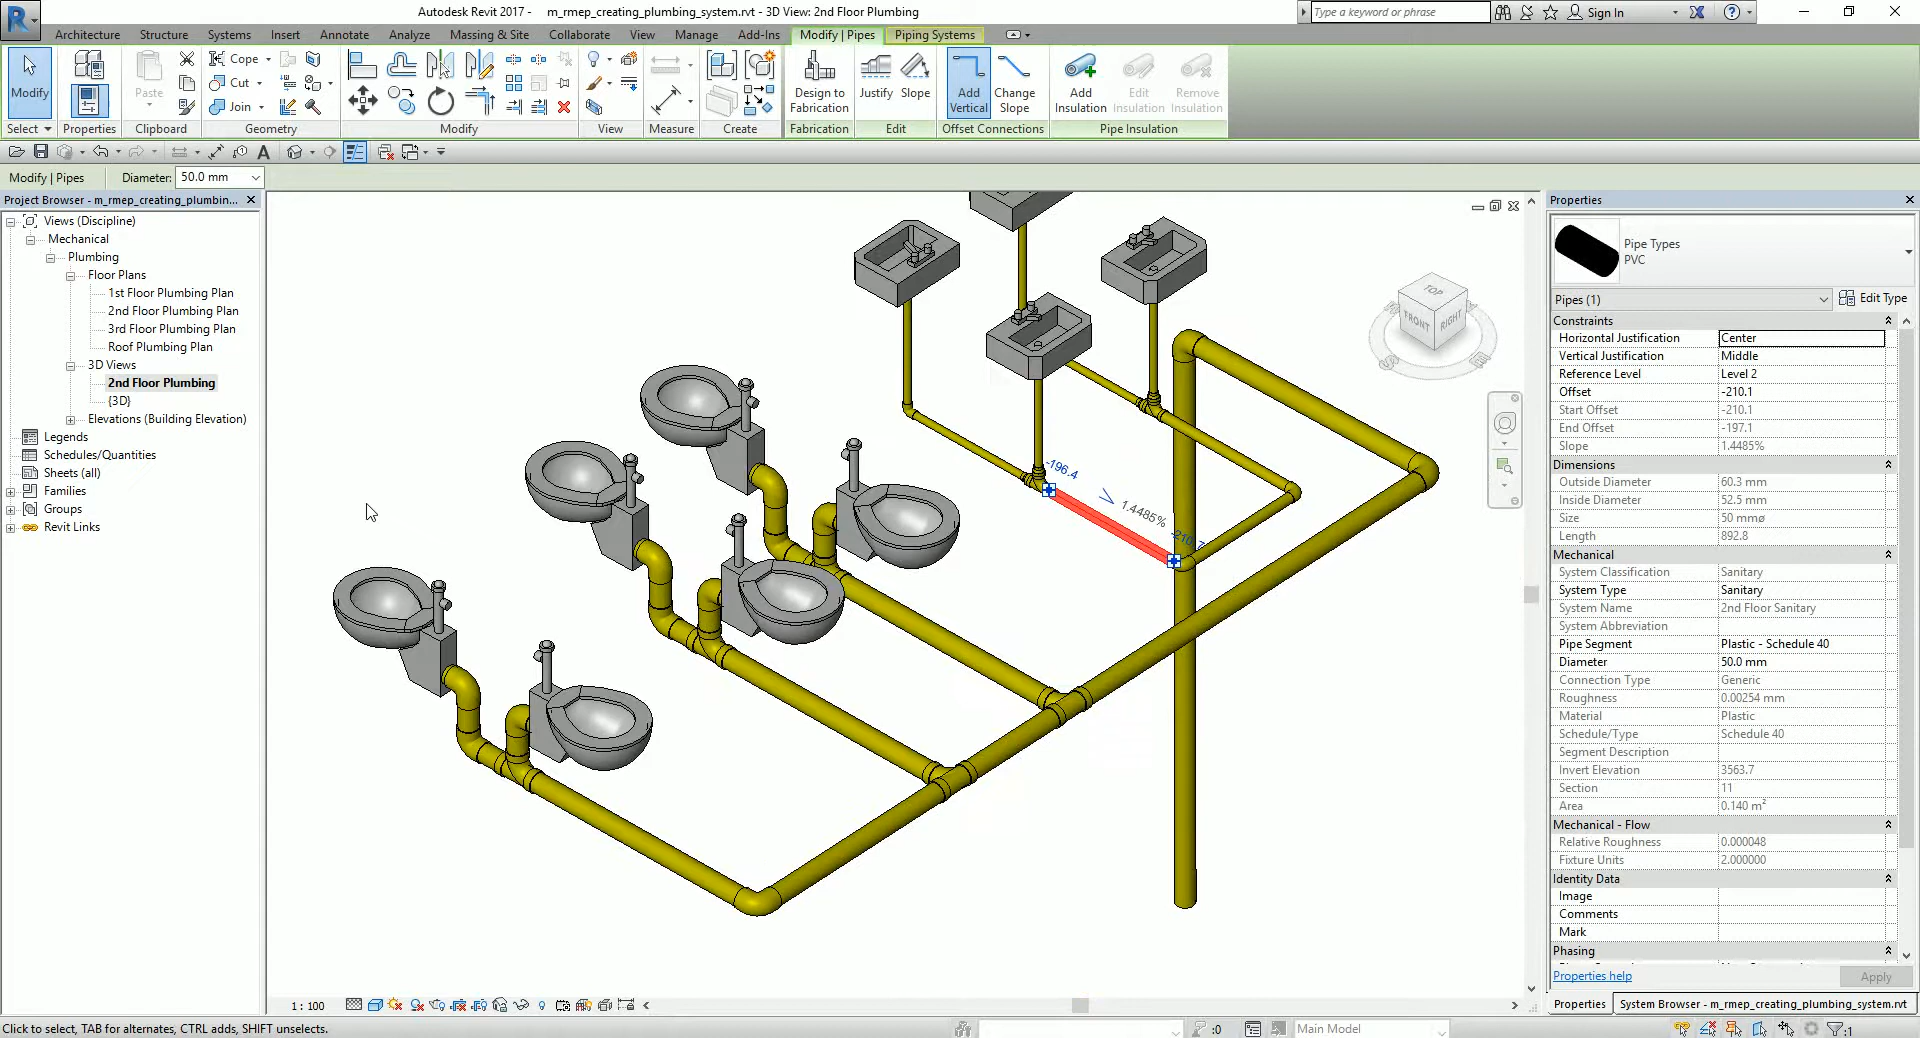 Autodesk Revit 2017 -    m_rmep_creating_plumbing_system.rvt - 3D View: 2nd Floor Plumbing
Type a keyword or phrase
Sign In
Architecture Structure Systems Insert Annotate Analyze Massing & Site Collaborate View Manage Add-Ins Modify | Pipes Piping Systems
Modify
Paste
Cope
Cut
Join
Design to Fabrication
Justify
Slope
Add Vertical
Change Slope
Add Insulation
Edit Insulation
Remove Insulation
Select Properties Clipboard Geometry Modify View Measure Create Fabrication Edit Offset Connections Pipe Insulation
Modify | Pipes
Diameter: 50.0 mm
Project Browser - m_rmep_creating_plumbin...
Views (Discipline)
Mechanical
Plumbing
Floor Plans
1st Floor Plumbing Plan
2nd Floor Plumbing Plan
3rd Floor Plumbing Plan
Roof Plumbing Plan
3D Views
2nd Floor Plumbing
{3D}
Elevations (Building Elevation)
Legends
Schedules/Quantities
Sheets (all)
Families
Groups
Revit Links
-196.4
1.4485%
TOP
FRONT
RIGHT
S
E
Properties
Pipe Types
PVC
Pipes (1)
Edit Type
Constraints
Horizontal Justification Center
Vertical Justification Middle
Reference Level Level 2
Offset -210.1
Start Offset -210.1
End Offset -197.1
Slope 1.4485%
Dimensions
Outside Diameter 60.3 mm
Inside Diameter 52.5 mm
Size 50 mmø
Length 892.8
Mechanical
System Classification Sanitary
System Type Sanitary
System Name 2nd Floor Sanitary
System Abbreviation
Pipe Segment Plastic - Schedule 40
Diameter 50.0 mm
Connection Type Generic
Roughness 0.00254 mm
Material Plastic
Schedule/Type Schedule 40
Segment Description
Invert Elevation 3563.7
Section 11
Area 0.140 m²
Mechanical - Flow
Relative Roughness 0.000048
Fixture Units 2.000000
Identity Data
Image
Comments
Mark
Phasing
Properties help
Apply
Properties
System Browser - m_rmep_creating_plumbing_system.rvt
1 : 100
Click to select, TAB for alternates, CTRL adds, SHIFT unselects.
:0
Main Model
:1